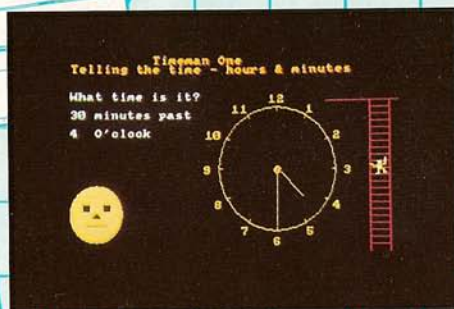 Timeman One
Telling the time - hours & minutes
What time is it?
30 minutes past
4 O'clock
12
11 1
10 2
9 3
8 4
7 5
6